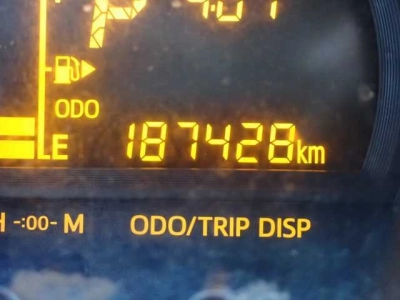 P
ODO
E 187428km
H -:00- M ODO/TRIP DISP